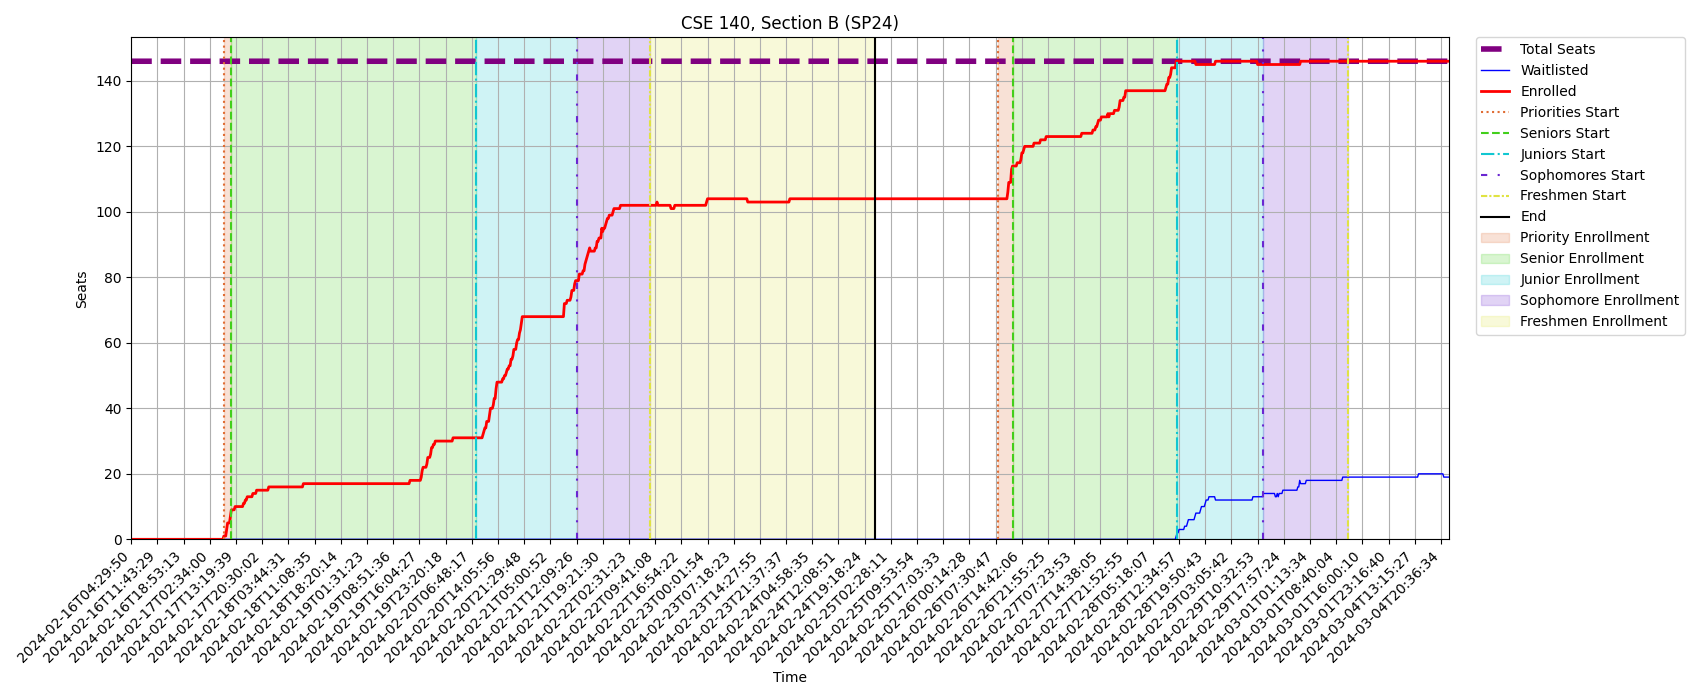 CSE 140, Section B (SP24)
Seats
140
120
100
80
60
40
20
0
2024-02-16T04:29:50
2024-02-16T11:43:29
2024-02-16T18:53:13
2024-02-17T02:34:00
2024-02-17T13:19:39
2024-02-17T20:30:02
2024-02-18T03:44:31
2024-02-18T11:08:35
2024-02-18T18:20:14
2024-02-19T01:31:23
2024-02-19T08:51:36
2024-02-19T16:04:27
2024-02-19T23:20:18
2024-02-20T06:48:17
2024-02-20T14:05:56
2024-02-20T21:29:48
2024-02-21T05:00:52
2024-02-21T12:09:26
2024-02-21T19:21:30
2024-02-22T02:31:23
2024-02-22T09:41:08
2024-02-22T16:54:22
2024-02-23T00:01:54
2024-02-23T07:18:23
2024-02-23T14:27:55
2024-02-23T21:37:37
2024-02-24T04:58:35
2024-02-24T12:08:51
2024-02-24T19:18:24
2024-02-25T02:28:11
2024-02-25T09:53:54
2024-02-25T17:03:33
2024-02-26T00:14:28
2024-02-26T07:30:47
2024-02-26T14:42:06
2024-02-26T21:55:25
2024-02-27T07:23:53
2024-02-27T14:38:05
2024-02-27T21:52:55
2024-02-28T05:18:07
2024-02-28T12:34:57
2024-02-28T19:50:43
2024-02-29T03:05:42
2024-02-29T10:32:53
2024-02-29T17:57:24
2024-03-01T01:13:34
2024-03-01T08:40:04
2024-03-01T16:00:10
2024-03-01T23:16:40
2024-03-04T13:15:27
2024-03-04T20:36:34
Time
Total Seats
Waitlisted
Enrolled
Priorities Start
Seniors Start
Juniors Start
Sophomores Start
Freshmen Start
End
Priority Enrollment
Senior Enrollment
Junior Enrollment
Sophomore Enrollment
Freshmen Enrollment